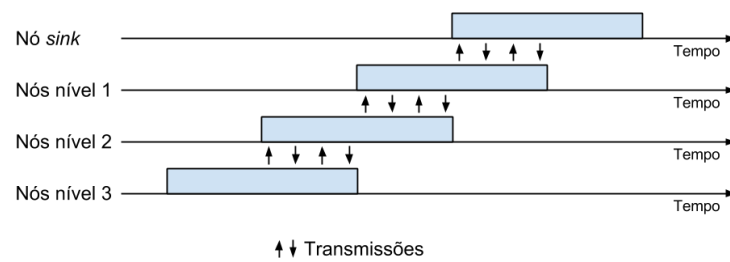 Nó sink
Tempo
Nós nível 1
Tempo
Nós nível 2
Tempo
Nós nível 3
Tempo
Transmissões